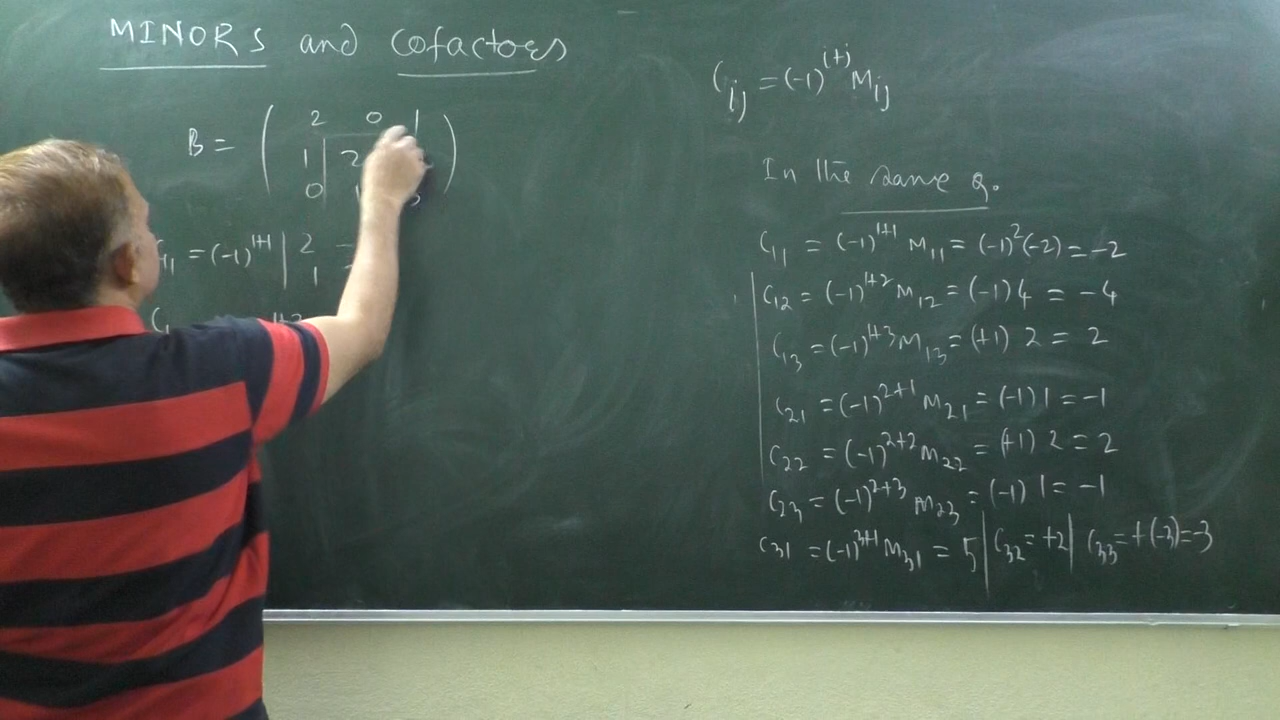 MINORS and Cofactors
B = ( 2 0 1
1 2
0 1 3 )
C11 = (-1)^1+1 | 2 -
1
C1 1+2
Cij = (-1)^i+j Mij
In the same Q.
C11 = (-1)^1+1 M11 = (-1)^2(-2) = -2
C12 = (-1)^1+2 M12 = (-1) 4 = -4
C13 = (-1)^1+3 M13 = (+1) 2 = 2
C21 = (-1)^2+1 M21 = (-1) 1 = -1
C22 = (-1)^2+2 M22 = (+1) 2 = 2
C23 = (-1)^2+3 M23 = (-1) 1 = -1
C31 = (-1)^3+1 M31 = 5 | C32 = +2 | C33 = +(-3) = -3